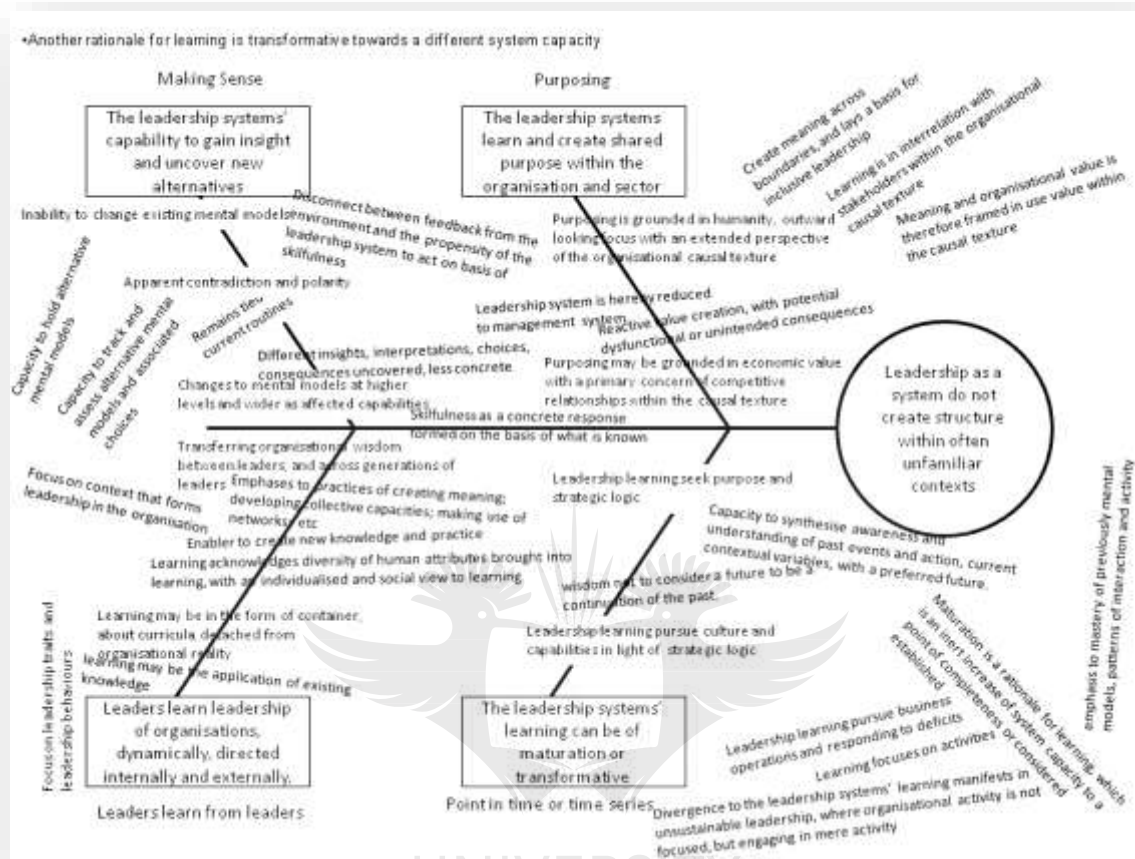 •Another rationale for learning is transformative towards a different system capacity
Making Sense
The leadership systems'
capability to gain insight
and uncover new
alternatives
Purposing
The leadership systems
learn and create shared
purpose within the
organisation and sector
Create meaning across
boundaries, and lays a basis for
inclusive leadership
Learning is in interrelation with
stakeholders within the organisational
causal texture
Meaning and organisational value is
therefore framed in use value within
the causal texture
Inability to change existing mental models
Disconnect between feedback from the
environment and the propensity of the
leadership system to act on basis of
skilfulness
Purposing is grounded in humanity, outward
looking focus with an extended perspective
of the organisational causal texture
Apparent contradiction and polarity
Capacity to hold alternative
mental models
Capacity to track and
assess alternative mental
models and associated
choices
Remains tied
current routines
Leadership system is hereby reduced
to management system
Reactive value creation, with potential
dysfunctional or unintended consequences
Different insights, interpretations, choices,
consequences uncovered, less concrete
Purposing may be grounded in economic value
with a primary concern of competitive
relationships within the causal texture
Changes to mental models at higher
levels and wider as affected capabilities
Skilfulness as a concrete response
formed on the basis of what is known
Leadership as a
system do not
create structure
within often
unfamiliar
contexts
Transferring organisational wisdom
between leaders, and across generations of
leaders
Focus on context that forms
leadership in the organisation
Emphases to practices of creating meaning;
developing collective capacities; making use of
networks, etc
Enabler to create new knowledge and practice
Learning acknowledges diversity of human attributes brought into
learning, with an individualised and social view to learning
Learning may be in the form of container,
about curricula, detached from
organisational reality
learning may be the application of existing
knowledge
Focus on leadership traits and
leadership behaviours
Leaders learn leadership
of organisations,
dynamically, directed
internally and externally.
Leaders learn from leaders
Leadership learning seek purpose and
strategic logic
Capacity to synthesise awareness and
understanding of past events and action, current
contextual variables, with a preferred future.
wisdom not to consider a future to be a
continuation of the past.
Leadership learning pursue culture and
capabilities in light of strategic logic
The leadership systems'
learning can be of
maturation or
transformative
Point in time or time series
Maturation is a rationale for learning, which
is an inert increase of system capacity to a
point of completeness or considered
established
emphasis to mastery of previously mental
models, patterns of interaction and activity
Leadership learning pursue business
operations and responding to deficits
Learning focuses on activities
Divergence to the leadership systems' learning manifests in
unsustainable leadership, where organisational activity is not
focused, but engaging in mere activity